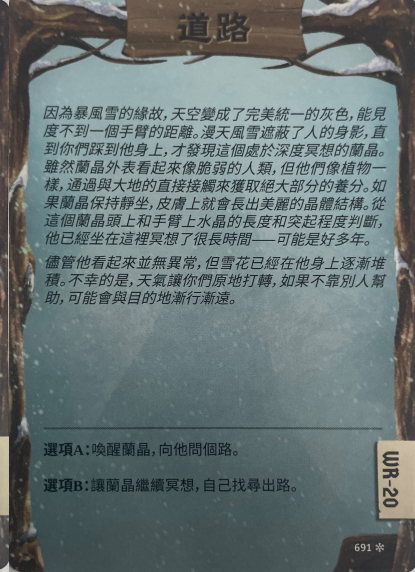 道路
因為暴風雪的緣故，天空變成了完美統一的灰色，能見
度不到一個手臂的距離。漫天風雪遮蔽了人的身影，直
到你們踩到他身上，才發現這個處於深度冥想的蘭晶。
雖然蘭晶外表看起來像脆弱的人類，但他們像植物一
樣，通過與大地的直接接觸來獲取絕大部分的養分。如
果蘭晶保持靜坐，皮膚上就會長出美麗的晶體結構。從
這個蘭晶頭上和手臂上水晶的長度和突起程度判斷，
他已經坐在這裡冥想了很長時間——可能是好多年。
儘管他看起來並無異常，但雪花已經在他身上逐漸堆
積。不幸的是，天氣讓你們原地打轉，如果不靠別人幫
助，可能會與目的地漸行漸遠。
選項A：喚醒蘭晶，向他問個路。
選項B：讓蘭晶繼續冥想，自己找尋出路。
WR-20
691